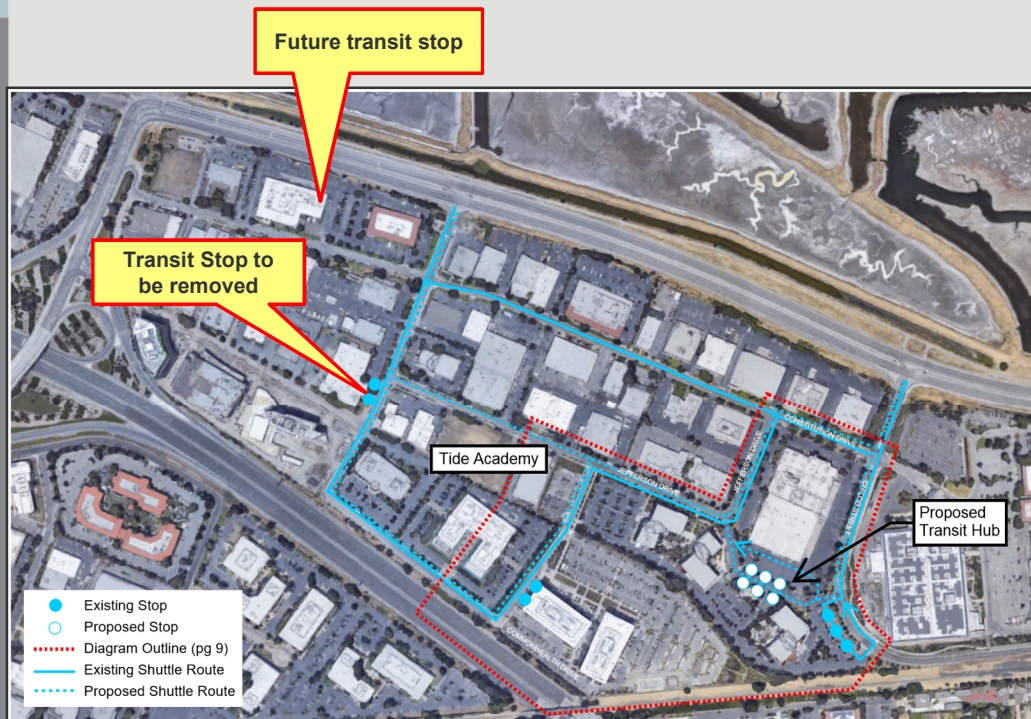 Future transit stop
Transit Stop to
be removed
Tide Academy
CONSTITUTION DRIVE
JEFFERSON DRIVE
JEFFERSON DRIVE
CHILCO STREET
Proposed
Transit Hub
COMMONWEALTH DRIVE
Existing Stop
Proposed Stop
Diagram Outline (pg 9)
Existing Shuttle Route
Proposed Shuttle Route